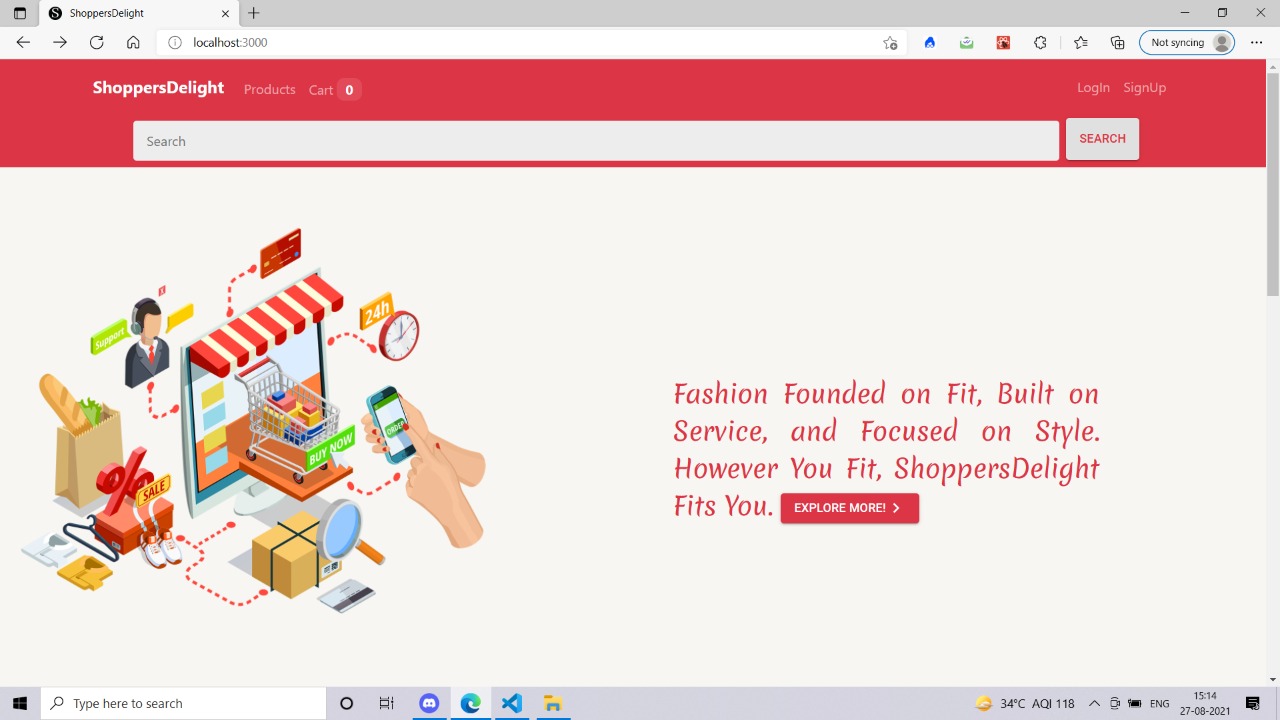 ShoppersDelight
localhost:3000
Not syncing
ShoppersDelight Products Cart 0 LogIn SignUp
Search SEARCH
24h
Support
ORDER
BUY NOW
%
SALE
Fashion Founded on Fit, Built on
Service, and Focused on Style.
However You Fit, ShoppersDelight
Fits You. EXPLORE MORE!
Type here to search
34°C AQI 118
ENG
15:14
27-08-2021